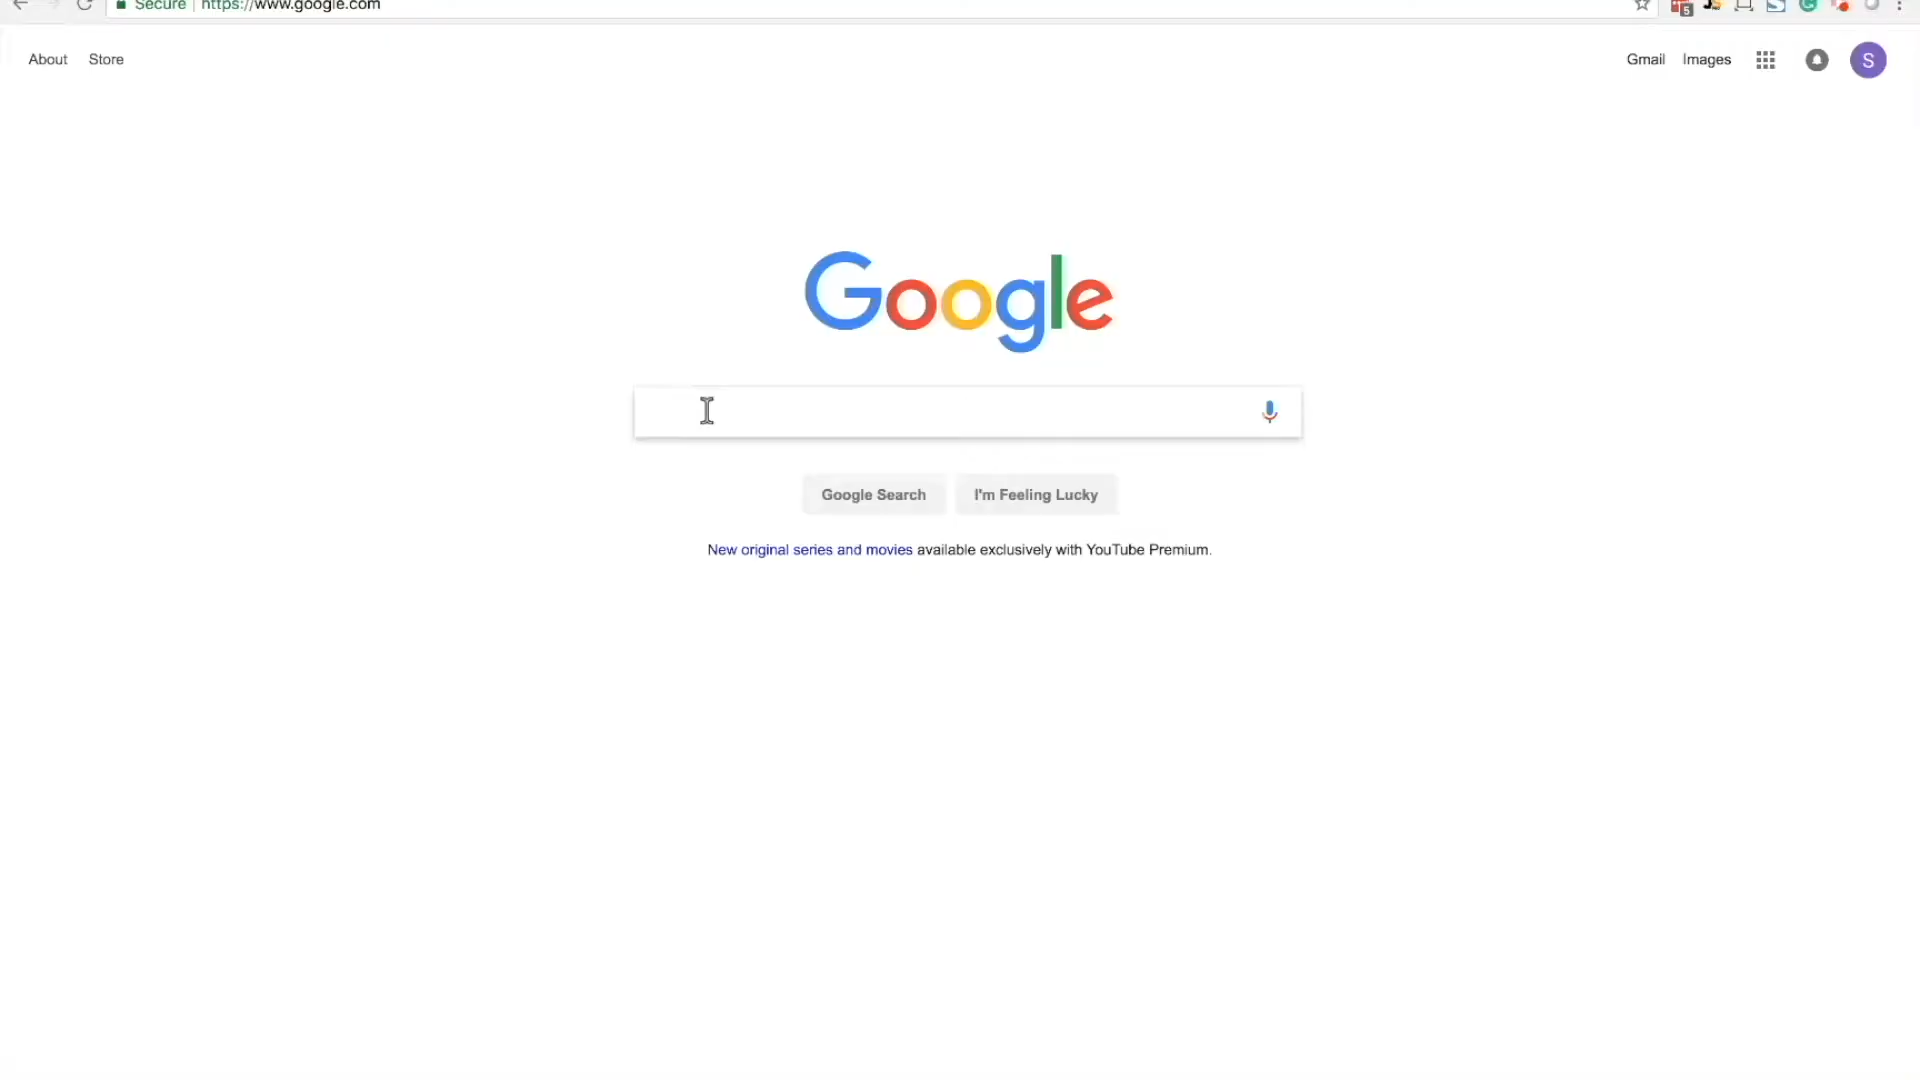 Secure https://www.google.com
5
About Store Gmail Images S
Google
Google Search I'm Feeling Lucky
New original series and movies available exclusively with YouTube Premium.